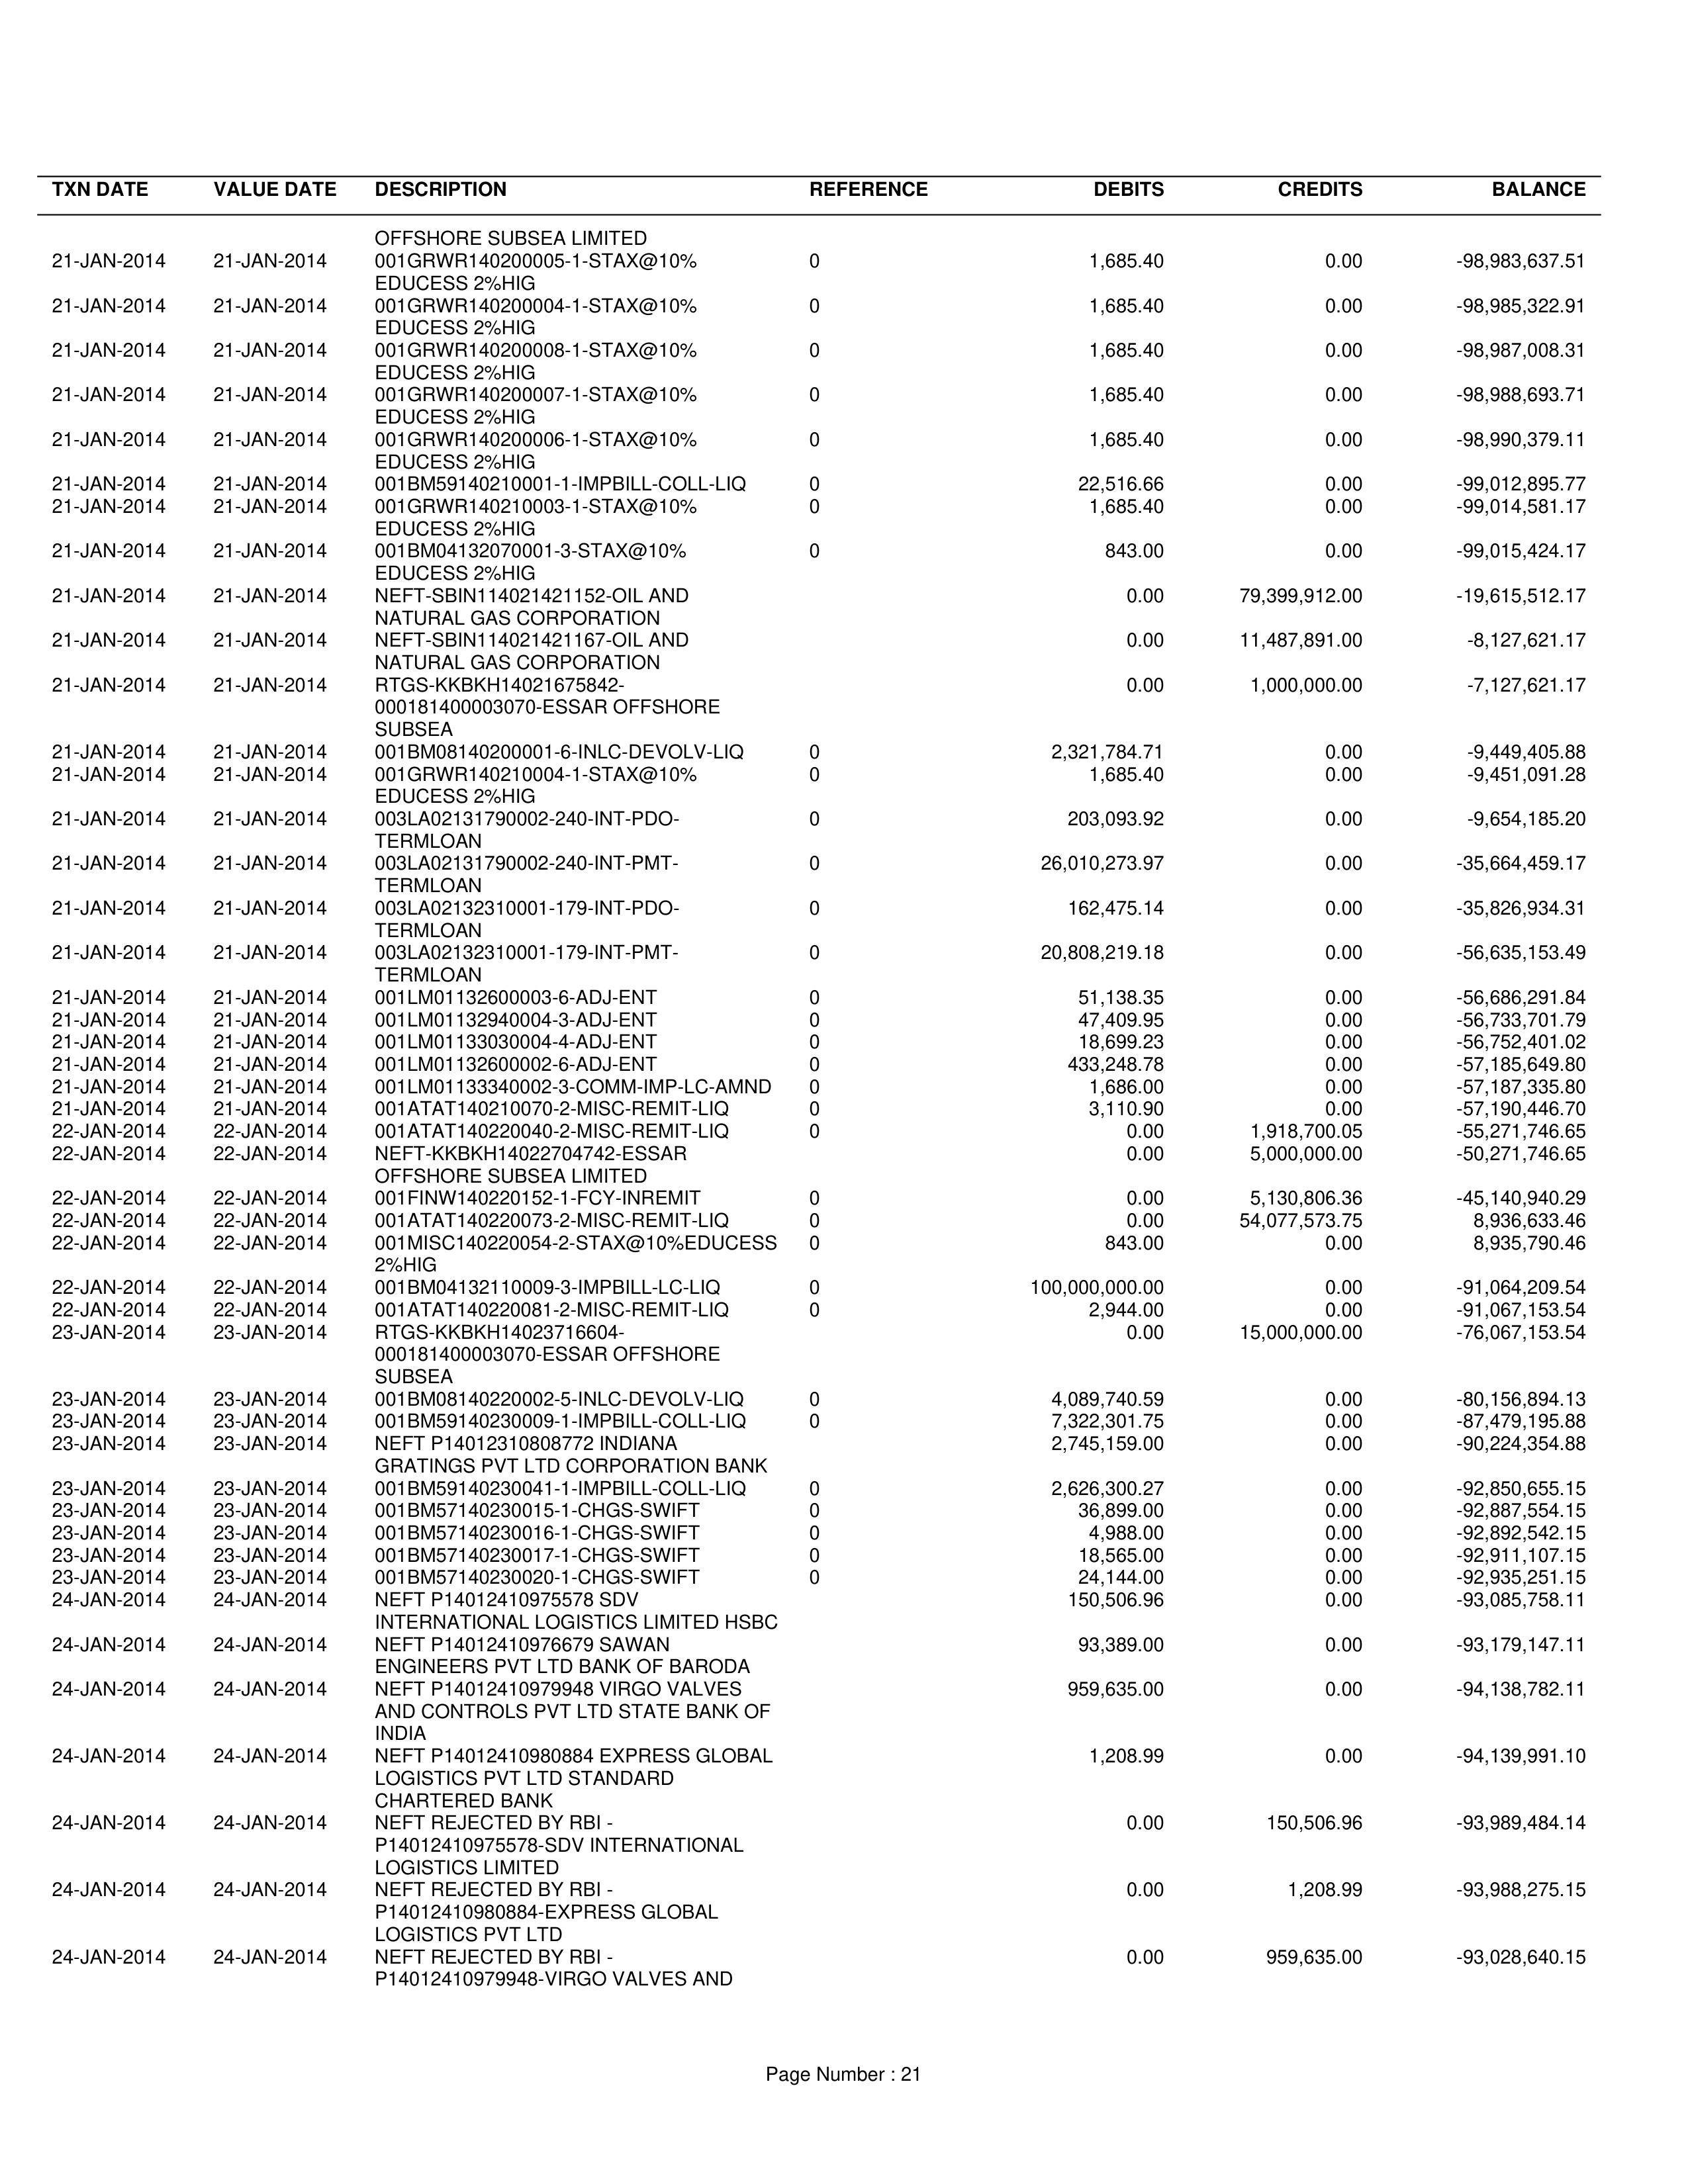 TXN DATE VALUE DATE DESCRIPTION REFERENCE DEBITS CREDITS BALANCE
OFFSHORE SUBSEA LIMITED
21-JAN-2014 21-JAN-2014 001GRWR140200005-1-STAX@10% 0 1,685.40 0.00 -98,983,637.51
EDUCESS 2%HIG
21-JAN-2014 21-JAN-2014 001GRWR140200004-1-STAX@10% 0 1,685.40 0.00 -98,985,322.91
EDUCESS 2%HIG
21-JAN-2014 21-JAN-2014 001GRWR140200008-1-STAX@10% 0 1,685.40 0.00 -98,987,008.31
EDUCESS 2%HIG
21-JAN-2014 21-JAN-2014 001GRWR140200007-1-STAX@10% 0 1,685.40 0.00 -98,988,693.71
EDUCESS 2%HIG
21-JAN-2014 21-JAN-2014 001GRWR140200006-1-STAX@10% 0 1,685.40 0.00 -98,990,379.11
EDUCESS 2%HIG
21-JAN-2014 21-JAN-2014 001BM59140210001-1-IMPBILL-COLL-LIQ 0 22,516.66 0.00 -99,012,895.77
21-JAN-2014 21-JAN-2014 001GRWR140210003-1-STAX@10% 0 1,685.40 0.00 -99,014,581.17
EDUCESS 2%HIG
21-JAN-2014 21-JAN-2014 001BM04132070001-3-STAX@10% 0 843.00 0.00 -99,015,424.17
EDUCESS 2%HIG
21-JAN-2014 21-JAN-2014 NEFT-SBIN114021421152-OIL AND 0.00 79,399,912.00 -19,615,512.17
NATURAL GAS CORPORATION
21-JAN-2014 21-JAN-2014 NEFT-SBIN114021421167-OIL AND 0.00 11,487,891.00 -8,127,621.17
NATURAL GAS CORPORATION
21-JAN-2014 21-JAN-2014 RTGS-KKBKH14021675842- 0.00 1,000,000.00 -7,127,621.17
000181400003070-ESSAR OFFSHORE
SUBSEA
21-JAN-2014 21-JAN-2014 001BM08140200001-6-INLC-DEVOLV-LIQ 0 2,321,784.71 0.00 -9,449,405.88
21-JAN-2014 21-JAN-2014 001GRWR140210004-1-STAX@10% 0 1,685.40 0.00 -9,451,091.28
EDUCESS 2%HIG
21-JAN-2014 21-JAN-2014 003LA02131790002-240-INT-PDO- 0 203,093.92 0.00 -9,654,185.20
TERMLOAN
21-JAN-2014 21-JAN-2014 003LA02131790002-240-INT-PMT- 0 26,010,273.97 0.00 -35,664,459.17
TERMLOAN
21-JAN-2014 21-JAN-2014 003LA02132310001-179-INT-PDO- 0 162,475.14 0.00 -35,826,934.31
TERMLOAN
21-JAN-2014 21-JAN-2014 003LA02132310001-179-INT-PMT- 0 20,808,219.18 0.00 -56,635,153.49
TERMLOAN
21-JAN-2014 21-JAN-2014 001LM01132600003-6-ADJ-ENT 0 51,138.35 0.00 -56,686,291.84
21-JAN-2014 21-JAN-2014 001LM01132940004-3-ADJ-ENT 0 47,409.95 0.00 -56,733,701.79
21-JAN-2014 21-JAN-2014 001LM01133030004-4-ADJ-ENT 0 18,699.23 0.00 -56,752,401.02
21-JAN-2014 21-JAN-2014 001LM01132600002-6-ADJ-ENT 0 433,248.78 0.00 -57,185,649.80
21-JAN-2014 21-JAN-2014 001LM01133340002-3-COMM-IMP-LC-AMND 0 1,686.00 0.00 -57,187,335.80
21-JAN-2014 21-JAN-2014 001ATAT140210070-2-MISC-REMIT-LIQ 0 3,110.90 0.00 -57,190,446.70
22-JAN-2014 22-JAN-2014 001ATAT140220040-2-MISC-REMIT-LIQ 0 0.00 1,918,700.05 -55,271,746.65
22-JAN-2014 22-JAN-2014 NEFT-KKBKH14022704742-ESSAR 0.00 5,000,000.00 -50,271,746.65
OFFSHORE SUBSEA LIMITED
22-JAN-2014 22-JAN-2014 001FINW140220152-1-FCY-INREMIT 0 0.00 5,130,806.36 -45,140,940.29
22-JAN-2014 22-JAN-2014 001ATAT140220073-2-MISC-REMIT-LIQ 0 0.00 54,077,573.75 8,936,633.46
22-JAN-2014 22-JAN-2014 001MISC140220054-2-STAX@10%EDUCESS 0 843.00 0.00 8,935,790.46
2%HIG
22-JAN-2014 22-JAN-2014 001BM04132110009-3-IMPBILL-LC-LIQ 0 100,000,000.00 0.00 -91,064,209.54
22-JAN-2014 22-JAN-2014 001ATAT140220081-2-MISC-REMIT-LIQ 0 2,944.00 0.00 -91,067,153.54
23-JAN-2014 23-JAN-2014 RTGS-KKBKH14023716604- 0.00 15,000,000.00 -76,067,153.54
000181400003070-ESSAR OFFSHORE
SUBSEA
23-JAN-2014 23-JAN-2014 001BM08140220002-5-INLC-DEVOLV-LIQ 0 4,089,740.59 0.00 -80,156,894.13
23-JAN-2014 23-JAN-2014 001BM59140230009-1-IMPBILL-COLL-LIQ 0 7,322,301.75 0.00 -87,479,195.88
23-JAN-2014 23-JAN-2014 NEFT P14012310808772 INDIANA 2,745,159.00 0.00 -90,224,354.88
GRATINGS PVT LTD CORPORATION BANK
23-JAN-2014 23-JAN-2014 001BM59140230041-1-IMPBILL-COLL-LIQ 0 2,626,300.27 0.00 -92,850,655.15
23-JAN-2014 23-JAN-2014 001BM57140230015-1-CHGS-SWIFT 0 36,899.00 0.00 -92,887,554.15
23-JAN-2014 23-JAN-2014 001BM57140230016-1-CHGS-SWIFT 0 4,988.00 0.00 -92,892,542.15
23-JAN-2014 23-JAN-2014 001BM57140230017-1-CHGS-SWIFT 0 18,565.00 0.00 -92,911,107.15
23-JAN-2014 23-JAN-2014 001BM57140230020-1-CHGS-SWIFT 0 24,144.00 0.00 -92,935,251.15
24-JAN-2014 24-JAN-2014 NEFT P14012410975578 SDV 150,506.96 0.00 -93,085,758.11
INTERNATIONAL LOGISTICS LIMITED HSBC
24-JAN-2014 24-JAN-2014 NEFT P14012410976679 SAWAN 93,389.00 0.00 -93,179,147.11
ENGINEERS PVT LTD BANK OF BARODA
24-JAN-2014 24-JAN-2014 NEFT P14012410979948 VIRGO VALVES 959,635.00 0.00 -94,138,782.11
AND CONTROLS PVT LTD STATE BANK OF
INDIA
24-JAN-2014 24-JAN-2014 NEFT P14012410980884 EXPRESS GLOBAL 1,208.99 0.00 -94,139,991.10
LOGISTICS PVT LTD STANDARD
CHARTERED BANK
24-JAN-2014 24-JAN-2014 NEFT REJECTED BY RBI - 0.00 150,506.96 -93,989,484.14
P14012410975578-SDV INTERNATIONAL
LOGISTICS LIMITED
24-JAN-2014 24-JAN-2014 NEFT REJECTED BY RBI - 0.00 1,208.99 -93,988,275.15
P14012410980884-EXPRESS GLOBAL
LOGISTICS PVT LTD
24-JAN-2014 24-JAN-2014 NEFT REJECTED BY RBI - 0.00 959,635.00 -93,028,640.15
P14012410979948-VIRGO VALVES AND
Page Number : 21